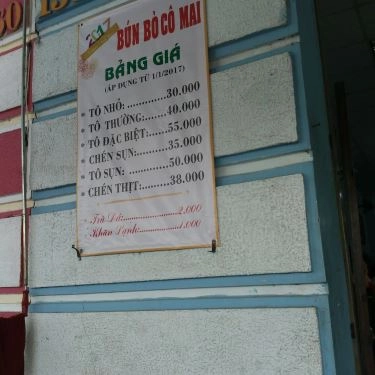 2017
BÚN BÒ CÔ MAI
BẢNG GIÁ
(ÁP DỤNG TỪ 1/1/2017)
TÔ NHỎ: .............30.000
TÔ THƯỜNG:........40.000
TÔ ĐẶC BIỆT:......55.000
CHÉN SỤN:...........35.000
TÔ SỤN: ..............50.000
CHÉN THỊT:.........38.000
Trà Đá:......................2.000
Khăn Lạnh:...............1.000